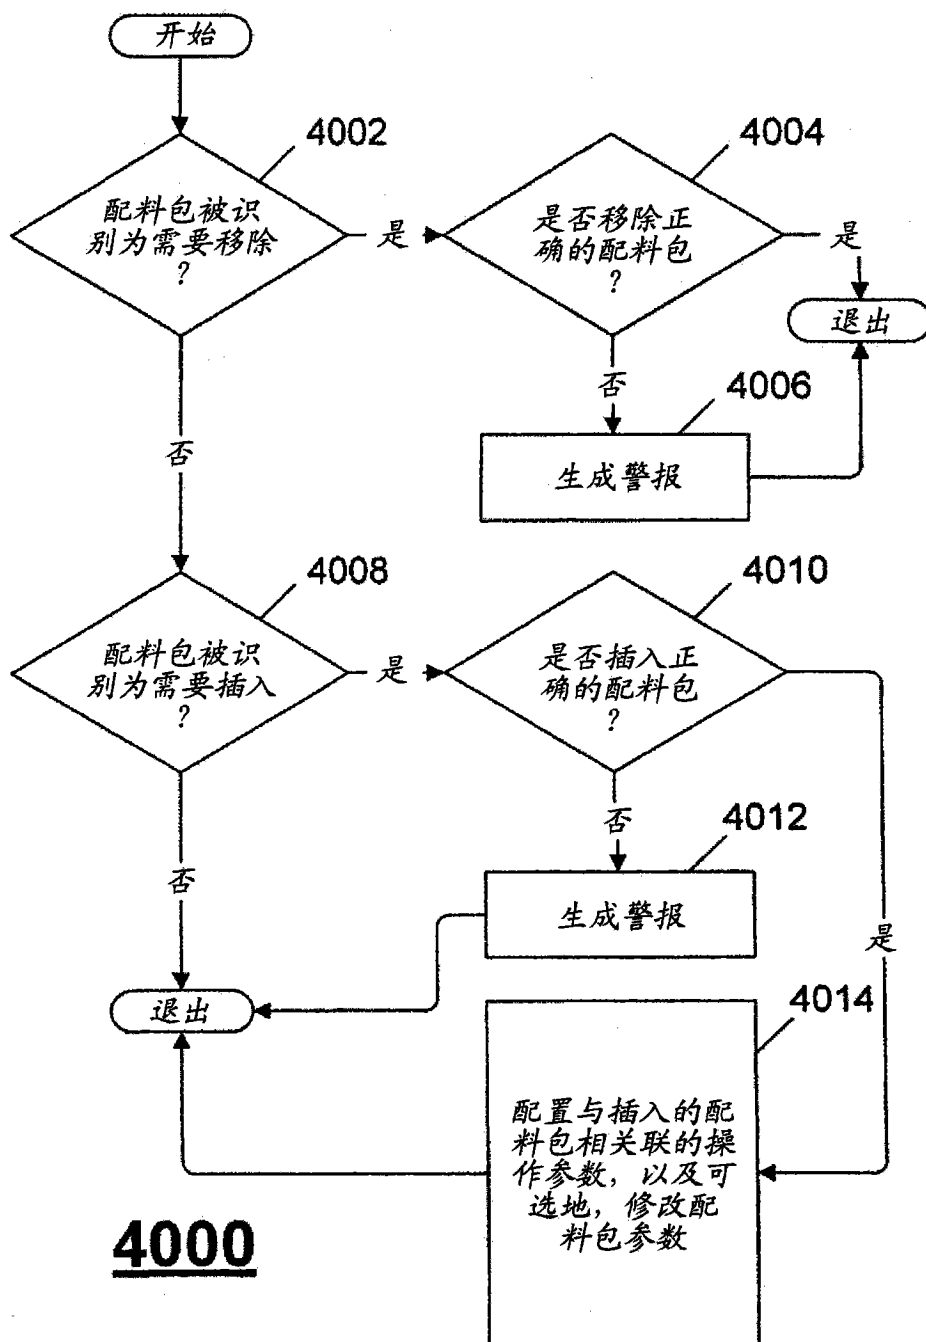 开始
4002
配料包被识
别为需要移除
?
是
4004
是否移除正
确的配料包
?
是
退出
否
4006
生成警报
否
4008
配料包被识
别为需要插入
?
是
4010
是否插入正
确的配料包
?
否
4012
生成警报
是
否
退出
4014
配置与插入的配
料包相关联的操
作参数，以及可
选地，修改配
料包参数
4000